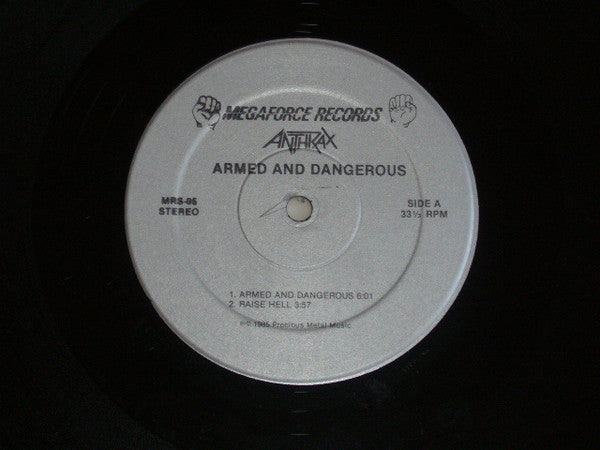 MEGAFORCE RECORDS
ANTHRAX
ARMED AND DANGEROUS
MRS-05
STEREO
SIDE A
33⅓ RPM
1. ARMED AND DANGEROUS 6:01
2. RAISE HELL 3:57
℗© 1985 Precious Metal Music